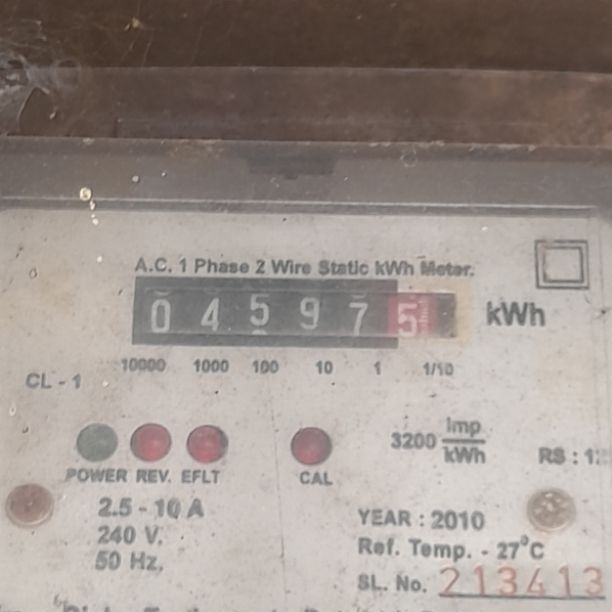 A.C. 1 Phase 2 Wire Static kWh Meter.
0 4 5 9 7 5 kWh
10000 1000 100 10 1 1/10
CL - 1
3200 Imp/kWh
POWER REV. EFLT CAL
RS :
2.5 - 10 A
240 V.
50 Hz.
YEAR : 2010
Ref. Temp. - 27°C
SL. No. 213413